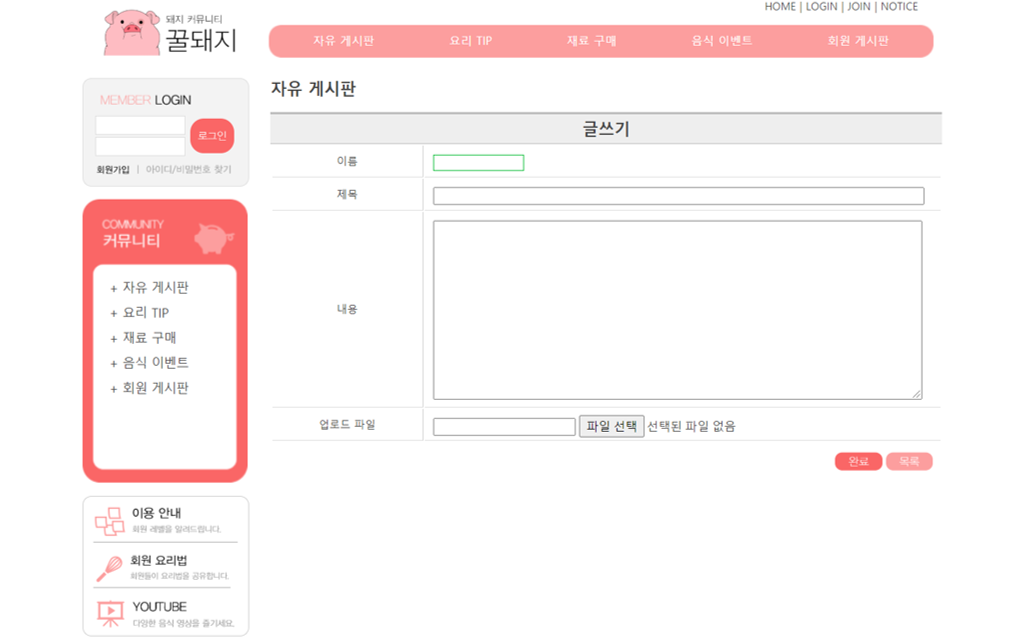 HOME | LOGIN | JOIN | NOTICE
돼지 커뮤니티
꿀돼지
자유 게시판 요리 TIP 재료 구매 음식 이벤트 회원 게시판
MEMBER LOGIN
로그인
회원가입 | 아이디/비밀번호 찾기
COMMUNITY
커뮤니티
+ 자유 게시판
+ 요리 TIP
+ 재료 구매
+ 음식 이벤트
+ 회원 게시판
이용 안내
회원 레벨을 알려드립니다.
회원 요리법
회원들이 요리법을 공유합니다.
YOUTUBE
다양한 음식 영상을 즐기세요.
자유 게시판
글쓰기
이름
제목
내용
업로드 파일 파일 선택 선택된 파일 없음
완료 목록